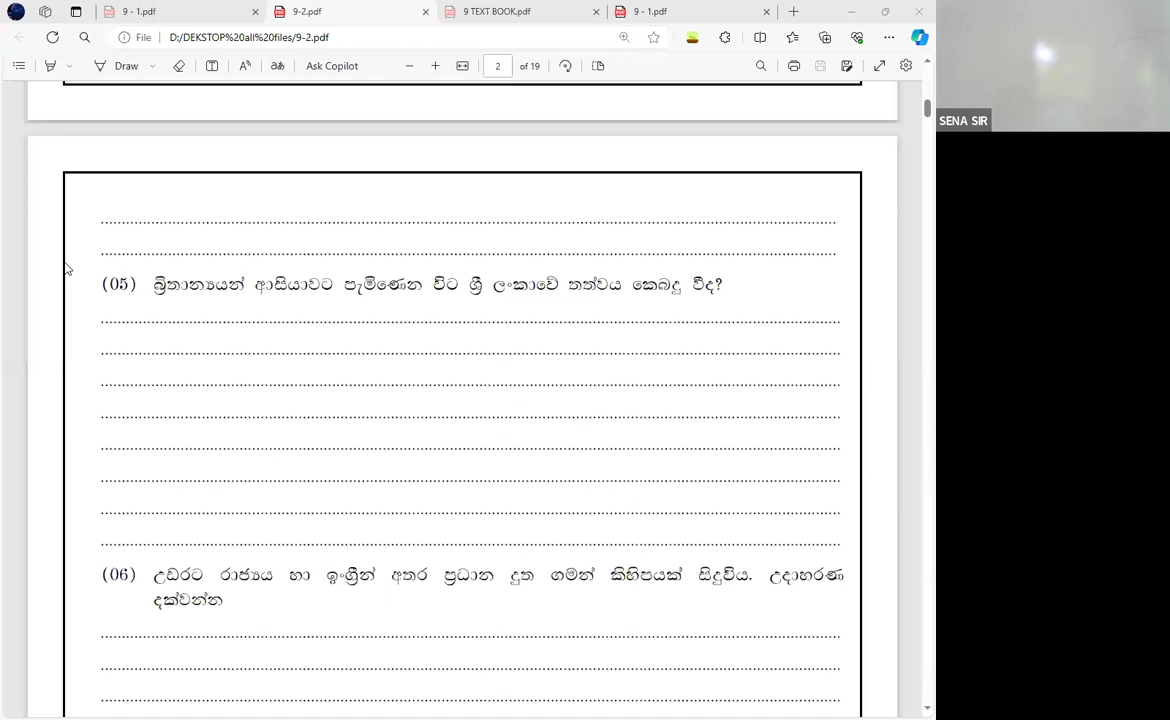 9 - 1.pdf
9-2.pdf
9 TEXT BOOK.pdf
9 - 1.pdf
File
D:/DEKSTOP%20all%20files/9-2.pdf
Draw
Ask Copilot
2 of 19
SENA SIR
(05) බ්‍රිතාන්‍යයන් ආසියාවට පැමිණෙන විට ශ්‍රී ලංකාවේ තත්වය කෙබදු වීද?
(06) උඩරට රාජ්‍යය හා ඉංග්‍රීන් අතර ප්‍රධාන දූත ගමන් කිහිපයක් සිදුවිය. උදාහරණ
දක්වන්න